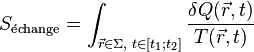 S_{\text{échange}} = \int_{\vec{r} \in \Sigma,\ t \in [t_1; t_2]} \frac{\delta Q(\vec{r}, t)}{T(\vec{r}, t)}